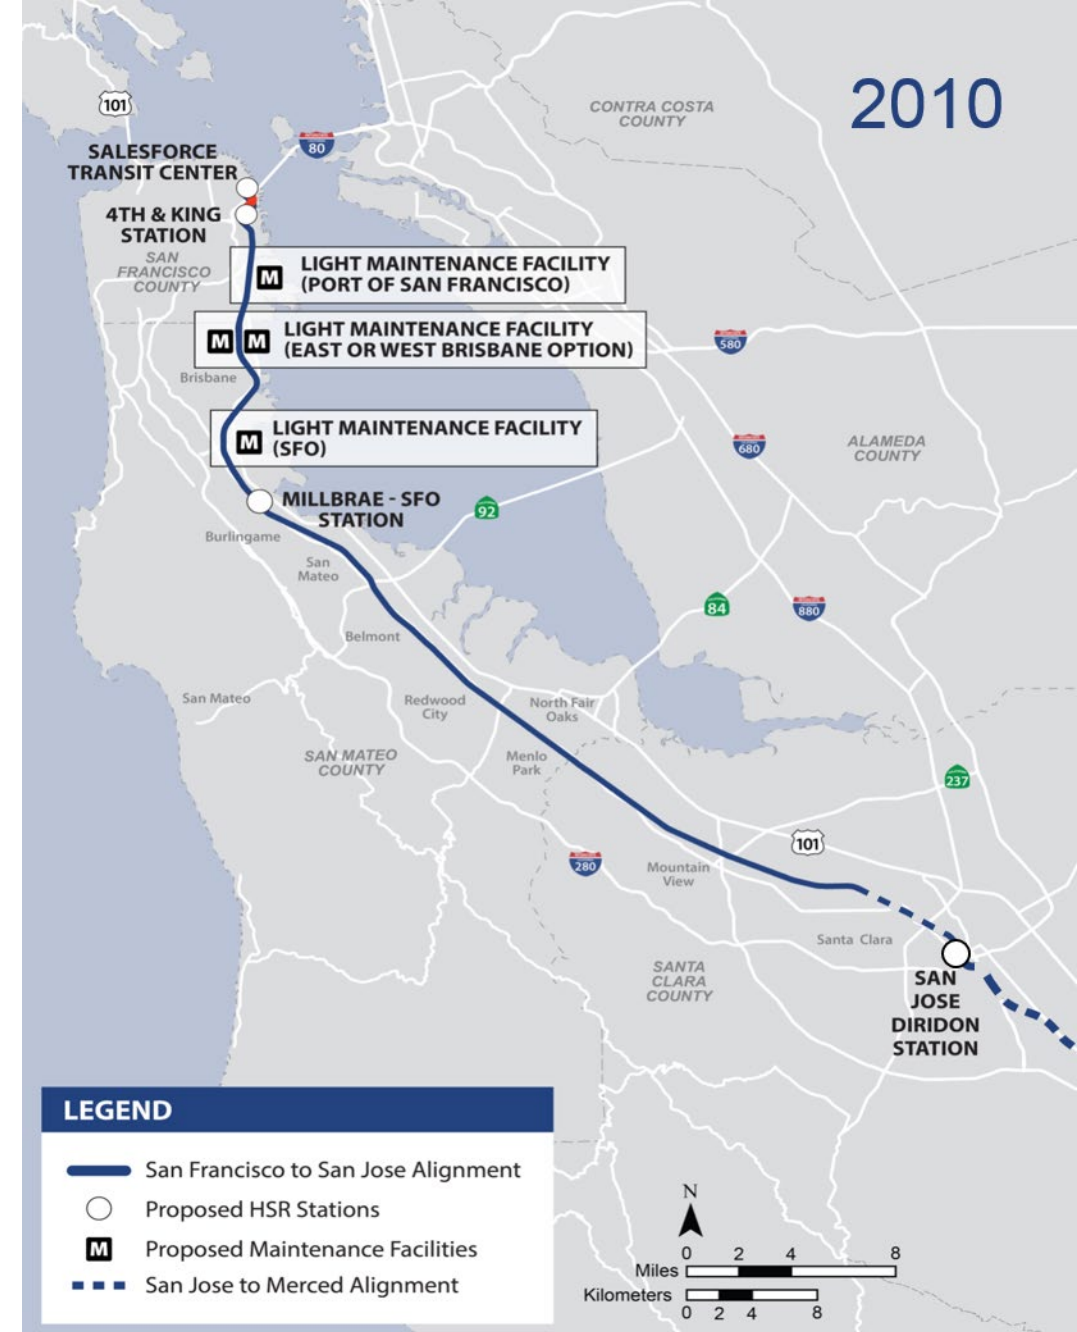 2010
101
CONTRA COSTA
COUNTY
80
SALESFORCE
TRANSIT CENTER
4TH & KING
STATION
SAN
FRANCISCO
COUNTY
M
LIGHT MAINTENANCE FACILITY
(PORT OF SAN FRANCISCO)
M M
LIGHT MAINTENANCE FACILITY
(EAST OR WEST BRISBANE OPTION)
580
Brisbane
M
LIGHT MAINTENANCE FACILITY
(SFO)
680
ALAMEDA
COUNTY
MILLBRAE - SFO
STATION
92
Burlingame
San
Mateo
84
880
Belmont
San Mateo
Redwood
City
North Fair
Oaks
SAN MATEO
COUNTY
Menlo
Park
237
101
280
Mountain
View
Santa Clara
SANTA
CLARA
COUNTY
SAN
JOSE
DIRIDON
STATION
LEGEND
San Francisco to San Jose Alignment
Proposed HSR Stations
M Proposed Maintenance Facilities
San Jose to Merced Alignment
N
0 2 4 8
Miles
Kilometers
0 2 4 8